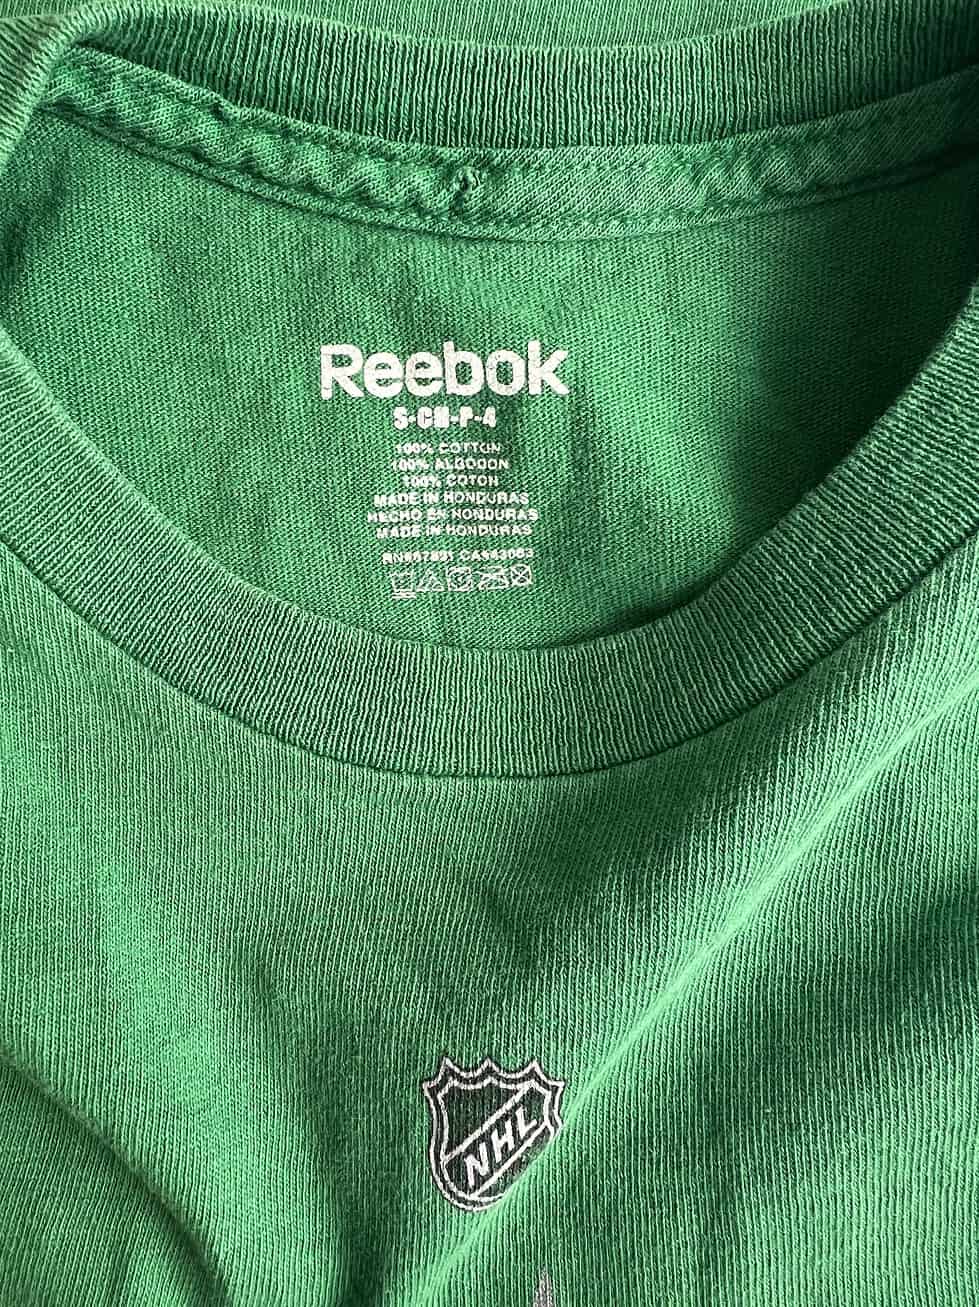 Reebok
S-CH-P-4
100% COTTON
100% ALGODON
100% COTON
MADE IN HONDURAS
HECHO EN HONDURAS
MADE IN HONDURAS
NHL